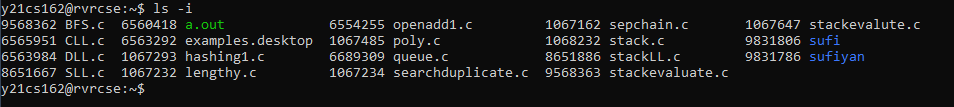 y21cs162@rvrcse:~$ ls -i
9568362 BFS.c  6560418 a.out             6554255 openadd1.c         1067162 sepchain.c       1067647 stackevalute.c
6565951 CLL.c  6563292 examples.desktop  1067485 poly.c             1068232 stack.c          9831806 sufi
6563984 DLL.c  1067293 hashing1.c        6689309 queue.c            8651886 stackLL.c        9831786 sufiyan
8651667 SLL.c  1067232 lengthy.c         1067234 searchduplicate.c  9568363 stackevaluate.c
y21cs162@rvrcse:~$